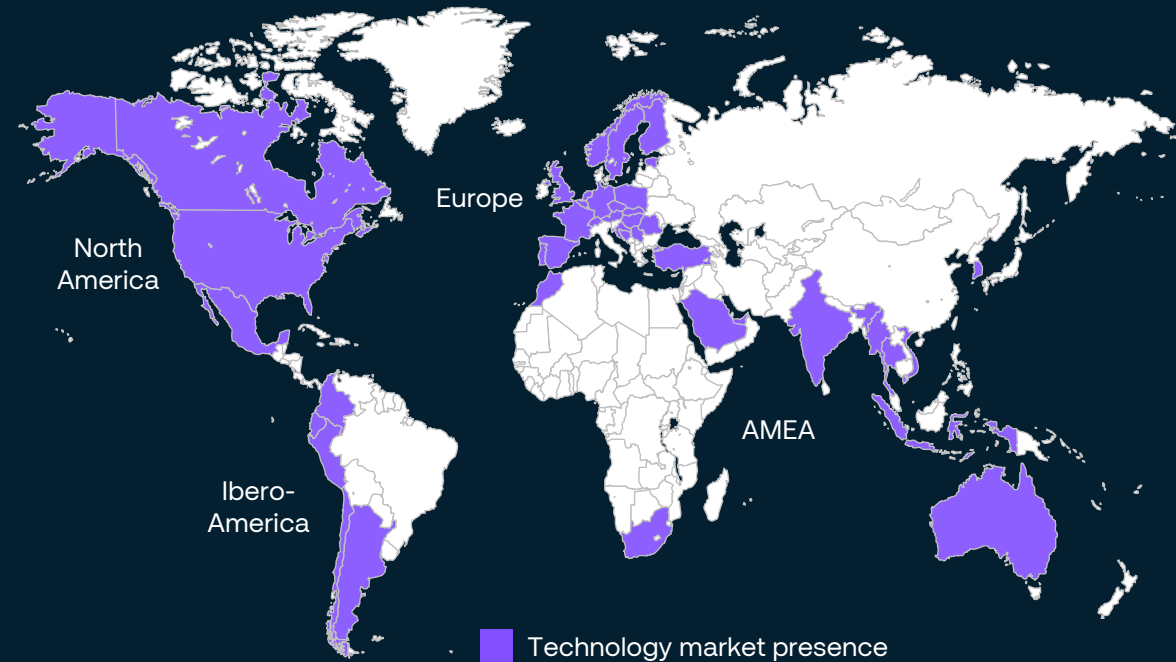 Europe
North
America
AMEA
Ibero-
America
Technology market presence